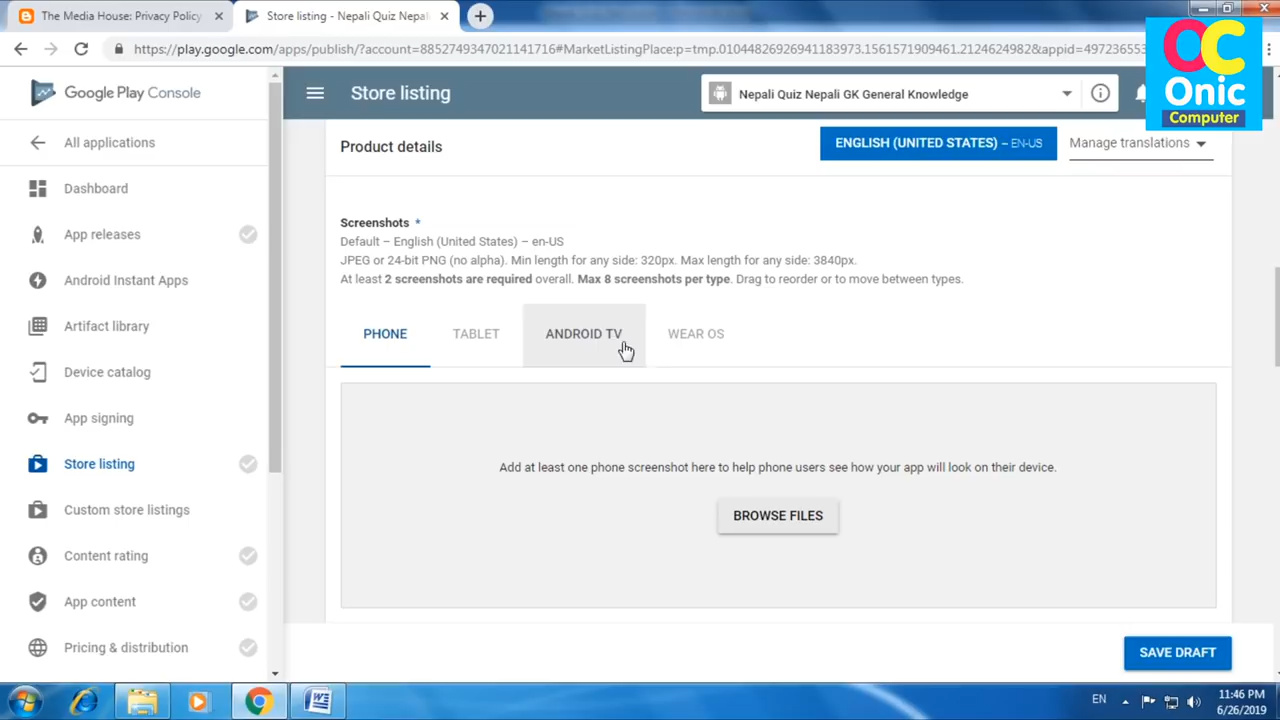 The Media House: Privacy Policy
Store listing - Nepali Quiz Nepal
https://play.google.com/apps/publish/?account=8852749347021141716#MarketListingPlace:p=tmp.01044826926941183973.1561571909461.21246249​82&appid=497236553
OC
Onic
Computer
Google Play Console
Store listing
Nepali Quiz Nepali GK General Knowledge
All applications
Product details
ENGLISH (UNITED STATES) – EN-US
Manage translations
Dashboard
App releases
Android Instant Apps
Artifact library
Device catalog
App signing
Store listing
Custom store listings
Content rating
App content
Pricing & distribution
Screenshots *
Default – English (United States) – en-US
JPEG or 24-bit PNG (no alpha). Min length for any side: 320px. Max length for any side: 3840px.
At least 2 screenshots are required overall. Max 8 screenshots per type. Drag to reorder or to move between types.
PHONE
TABLET
ANDROID TV
WEAR OS
Add at least one phone screenshot here to help phone users see how your app will look on their device.
BROWSE FILES
SAVE DRAFT
EN
11:46 PM
6/26/2019